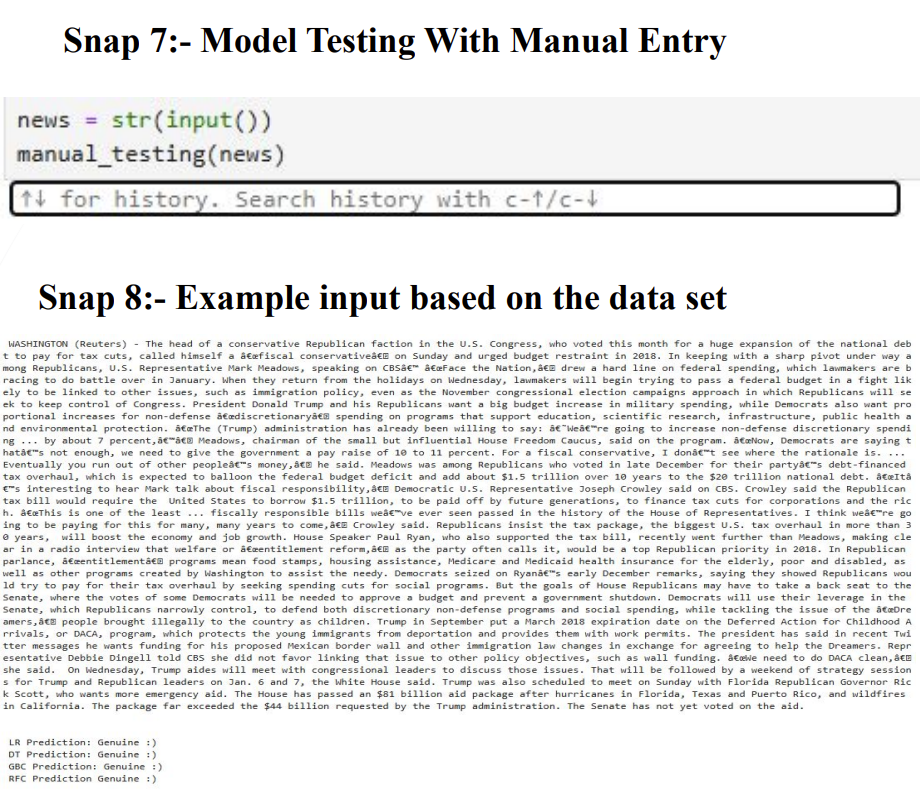 Snap 7:- Model Testing With Manual Entry
news = str(input())
manual_testing(news)
↑↓ for history. Search history with c-↑/c-↓
Snap 8:- Example input based on the data set
WASHINGTON (Reuters) - The head of a conservative Republican faction in the U.S. Congress, who voted this month for a huge expansion of the national deb
t to pay for tax cuts, called himself a â€œfiscal conservativeâ€ on Sunday and urged budget restraint in 2018. In keeping with a sharp pivot under way a
mong Republicans, U.S. Representative Mark Meadows, speaking on CBSâ€™ â€œFace the Nation,â€ drew a hard line on federal spending, which lawmakers are b
racing to do battle over in January. When they return from the holidays on Wednesday, lawmakers will begin trying to pass a federal budget in a fight lik
ely to be linked to other issues, such as immigration policy, even as the November congressional election campaigns approach in which Republicans will se
ek to keep control of Congress. President Donald Trump and his Republicans want a big budget increase in military spending, while Democrats also want pro
portional increases for non-defense â€œdiscretionaryâ€ spending on programs that support education, scientific research, infrastructure, public health a
nd environmental protection. â€œThe (Trump) administration has already been willing to say: â€˜Weâ€™re going to increase non-defense discretionary spendi
ng ... by about 7 percent,â€™â€ Meadows, chairman of the small but influential House Freedom Caucus, said on the program. â€œNow, Democrats are saying t
hatâ€™s not enough, we need to give the government a pay raise of 10 to 11 percent. For a fiscal conservative, I donâ€™t see where the rationale is. ...
Eventually you run out of other peopleâ€™s money,â€ he said. Meadows was among Republicans who voted in late December for their partyâ€™s debt-financed
tax overhaul, which is expected to balloon the federal budget deficit and add about $1.5 trillion over 10 years to the $20 trillion national debt. â€œItâ
€™s interesting to hear Mark talk about fiscal responsibility,â€ Democratic U.S. Representative Joseph Crowley said on CBS. Crowley said the Republican
tax bill would require the  United States to borrow $1.5 trillion, to be paid off by future generations, to finance tax cuts for corporations and the ric
h. â€œThis is one of the least ... fiscally responsible bills weâ€™ve ever seen passed in the history of the House of Representatives. I think weâ€™re go
ing to be paying for this for many, many years to come,â€ Crowley said. Republicans insist the tax package, the biggest U.S. tax overhaul in more than 3
0 years,  will boost the economy and job growth. House Speaker Paul Ryan, who also supported the tax bill, recently went further than Meadows, making cle
ar in a radio interview that welfare or â€œentitlement reform,â€ as the party often calls it, would be a top Republican priority in 2018. In Republican
parlance, â€œentitlementâ€ programs mean food stamps, housing assistance, Medicare and Medicaid health insurance for the elderly, poor and disabled, as
well as other programs created by Washington to assist the needy. Democrats seized on Ryanâ€™s early December remarks, saying they showed Republicans wou
ld try to pay for their tax overhaul by seeking spending cuts for social programs. But the goals of House Republicans may have to take a back seat to the
Senate, where the votes of some Democrats will be needed to approve a budget and prevent a government shutdown. Democrats will use their leverage in the
Senate, which Republicans narrowly control, to defend both discretionary non-defense programs and social spending, while tackling the issue of the â€œDre
amers,â€ people brought illegally to the country as children. Trump in September put a March 2018 expiration date on the Deferred Action for Childhood A
rrivals, or DACA, program, which protects the young immigrants from deportation and provides them with work permits. The president has said in recent Twi
tter messages he wants funding for his proposed Mexican border wall and other immigration law changes in exchange for agreeing to help the Dreamers. Repr
esentative Debbie Dingell told CBS she did not favor linking that issue to other policy objectives, such as wall funding. â€œWe need to do DACA clean,â€
she said.  On Wednesday, Trump aides will meet with congressional leaders to discuss those issues. That will be followed by a weekend of strategy session
s for Trump and Republican leaders on Jan. 6 and 7, the White House said. Trump was also scheduled to meet on Sunday with Florida Republican Governor Ric
k Scott, who wants more emergency aid. The House has passed an $81 billion aid package after hurricanes in Florida, Texas and Puerto Rico, and wildfires
in California. The package far exceeded the $44 billion requested by the Trump administration. The Senate has not yet voted on the aid.
LR Prediction: Genuine :)
DT Prediction: Genuine :)
GBC Prediction: Genuine :)
RFC Prediction Genuine :)